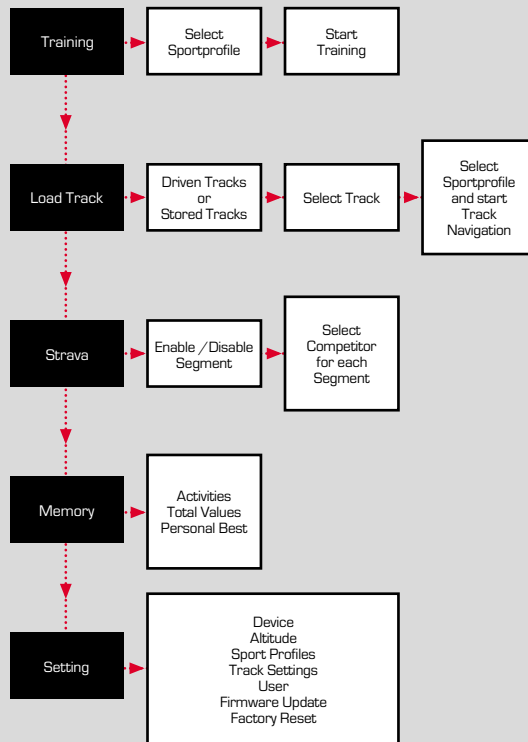 Training
Select
Sportprofile
Start
Training
Load Track
Driven Tracks
or
Stored Tracks
Select Track
Select
Sportprofile
and start
Track
Navigation
Strava
Enable / Disable
Segment
Select
Competitor
for each
Segment
Memory
Activities
Total Values
Personal Best
Setting
Device
Altitude
Sport Profiles
Track Settings
User
Firmware Update
Factory Reset